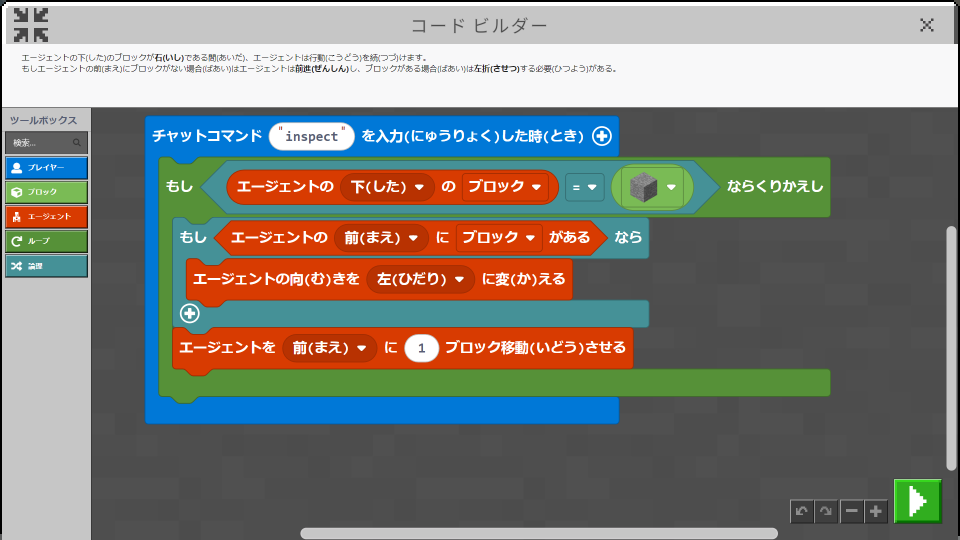 コード ビルダー
エージェントの下(した)のブロックが石(いし)である間(あいだ)、エージェントは行動(こうどう)を続(つづ)けます。
もしエージェントの前(まえ)にブロックがない場合(ばあい)はエージェントは前進(ぜんしん)し、ブロックがある場合(ばあい)は左折(させつ)する必要(ひつよう)がある。
ツールボックス
検索...
プレイヤー
ブロック
エージェント
ループ
論理
チャットコマンド "inspect" を入力(にゅうりょく)した時(とき)
もし エージェントの 下(した) の ブロック = ならくりかえし
もし エージェントの 前(まえ) に ブロック がある なら
エージェントの向(む)きを 左(ひだり) に変(か)える
エージェントを 前(まえ) に 1 ブロック移動(いどう)させる